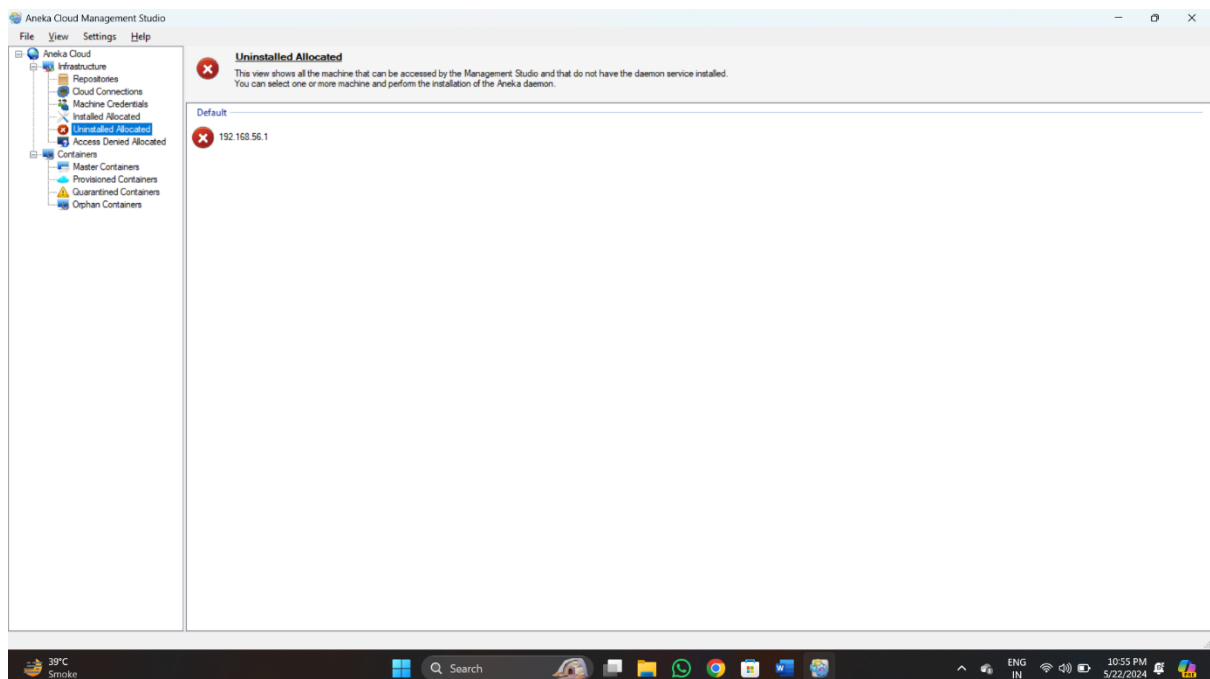 Aneka Cloud Management Studio
File View Settings Help
Aneka Cloud
Infrastructure
Repositories
Cloud Connections
Machine Credentials
Installed Allocated
Uninstalled Allocated
Access Denied Allocated
Containers
Master Containers
Provisioned Containers
Quarantined Containers
Orphan Containers
Uninstalled Allocated
This view shows all the machine that can be accessed by the Management Studio and that do not have the daemon service installed.
You can select one or more machine and perfom the installation of the Aneka daemon.
Default
192.168.56.1
39°C
Smoke
Search
ENG
IN
10:55 PM
5/22/2024